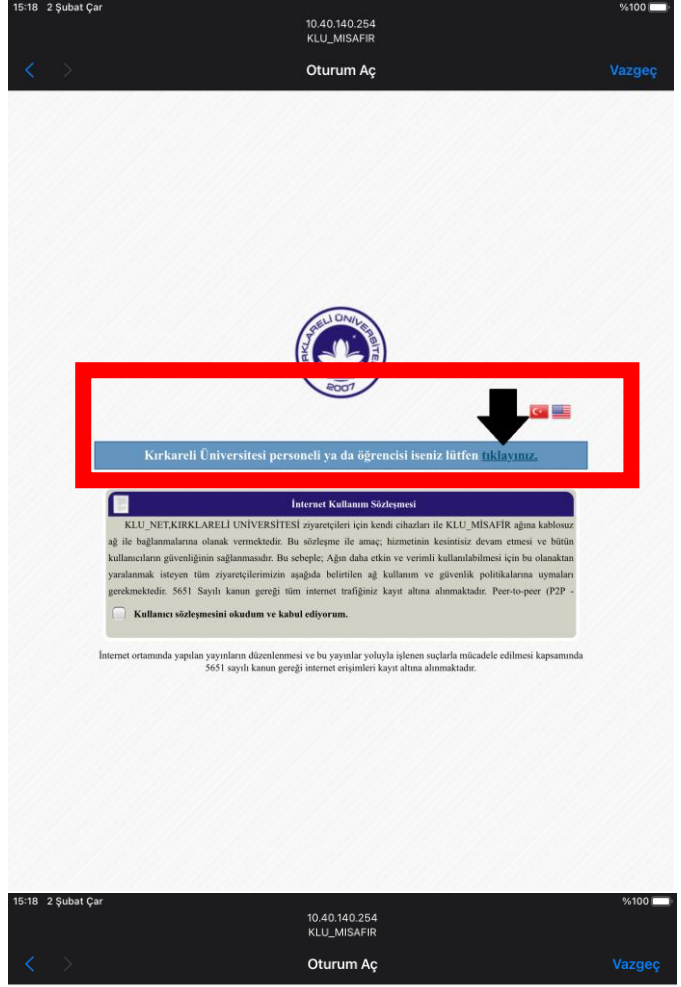 15:18 2 Şubat Çar %100
10.40.140.254
KLU_MISAFIR
Oturum Aç
Vazgeç
2007
Kırkareli Üniversitesi personeli ya da öğrencisi iseniz lütfen tıklayınız.
İnternet Kullanım Sözleşmesi
KLU_NET,KIRKLARELİ UNİVERSİTESİ ziyaretçileri için kendi cihazları ile KLU_MİSAFİR ağına kablosuz
ağ ile bağlanmalarına olanak vermektedir. Bu sözleşme ile amaç; hizmetinin kesintisiz devam etmesi ve bütün
kullanıcıların güvenliğinin sağlanmasıdır. Bu sebeple; Ağın daha etkin ve verimli kullanılabilmesi için bu olanaktan
yaralanmak isteyen tüm ziyaretçilerimizin aşağıda belirtilen ağ kullanım ve güvenlik politikalarına uymaları
gerekmektedir. 5651 Sayılı kanun gereği tüm internet trafiğiniz kayıt altına alınmaktadır. Peer-to-peer (P2P -
Kullanıcı sözleşmesini okudum ve kabul ediyorum.
İnternet ortamında yapılan yayınların düzenlenmesi ve bu yayınlar yoluyla işlenen suçlarla mücadele edilmesi kapsamında
5651 sayılı kanun gereği internet erişimleri kayıt altına alınmaktadır.
15:18 2 Şubat Çar %100
10.40.140.254
KLU_MISAFIR
Oturum Aç
Vazgeç